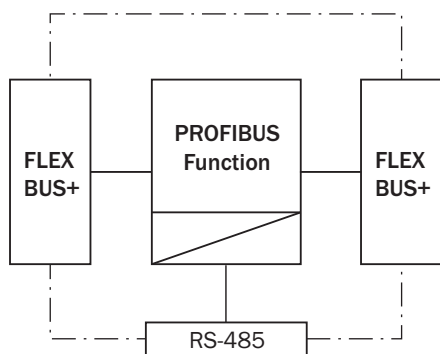 FLEX
BUS+
PROFIBUS
Function
FLEX
BUS+
RS-485